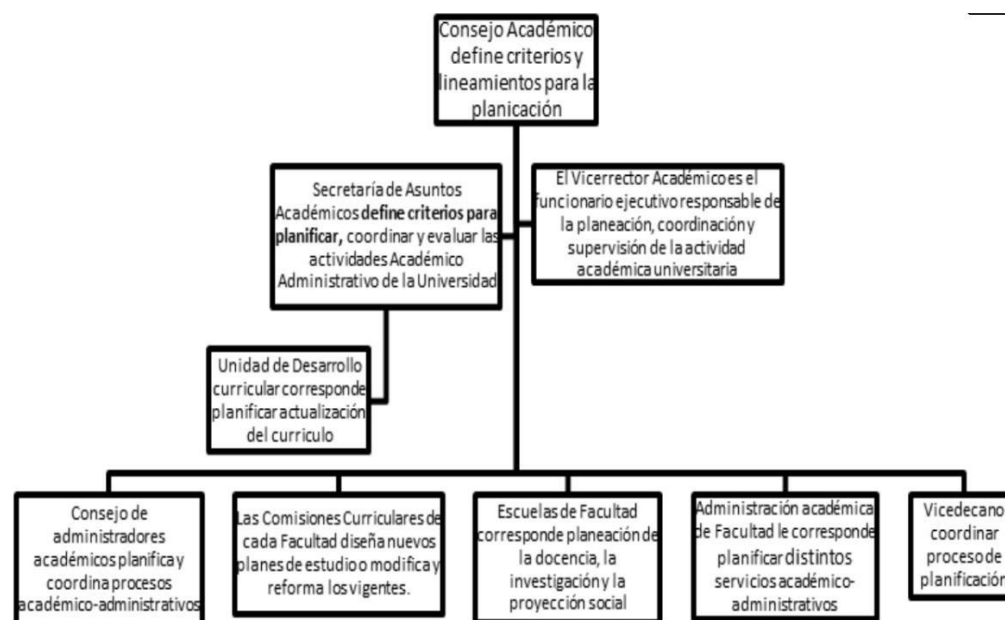 Consejo Académico
define criterios y
lineamientos para la
planicación
Secretaría de Asuntos
Académicos define criterios para
planificar, coordinar y evaluar las
actividades Académico
Administrativo de la Universidad
El Vicerrector Académico es el
funcionario ejecutivo responsable de
la planeación, coordinación y
supervisión de la actividad
académica universitaria
Unidad de Desarrollo
curricular corresponde
planificar actualización
del curriculo
Consejo de
administradores
académicos planifica y
coordina procesos
académico-administrativos
Las Comisiones Curriculares de
cada Facultad diseña nuevos
planes de estudio o modifica y
reforma los vigentes.
Escuelas de Facultad
corresponde planeación de
la docencia, la
investigación y la
proyección social
Administración académica
de Facultad le corresponde
planificar distintos
servicios académico-
administrativos
Vicedecano
coordinar
proceso de
planificación